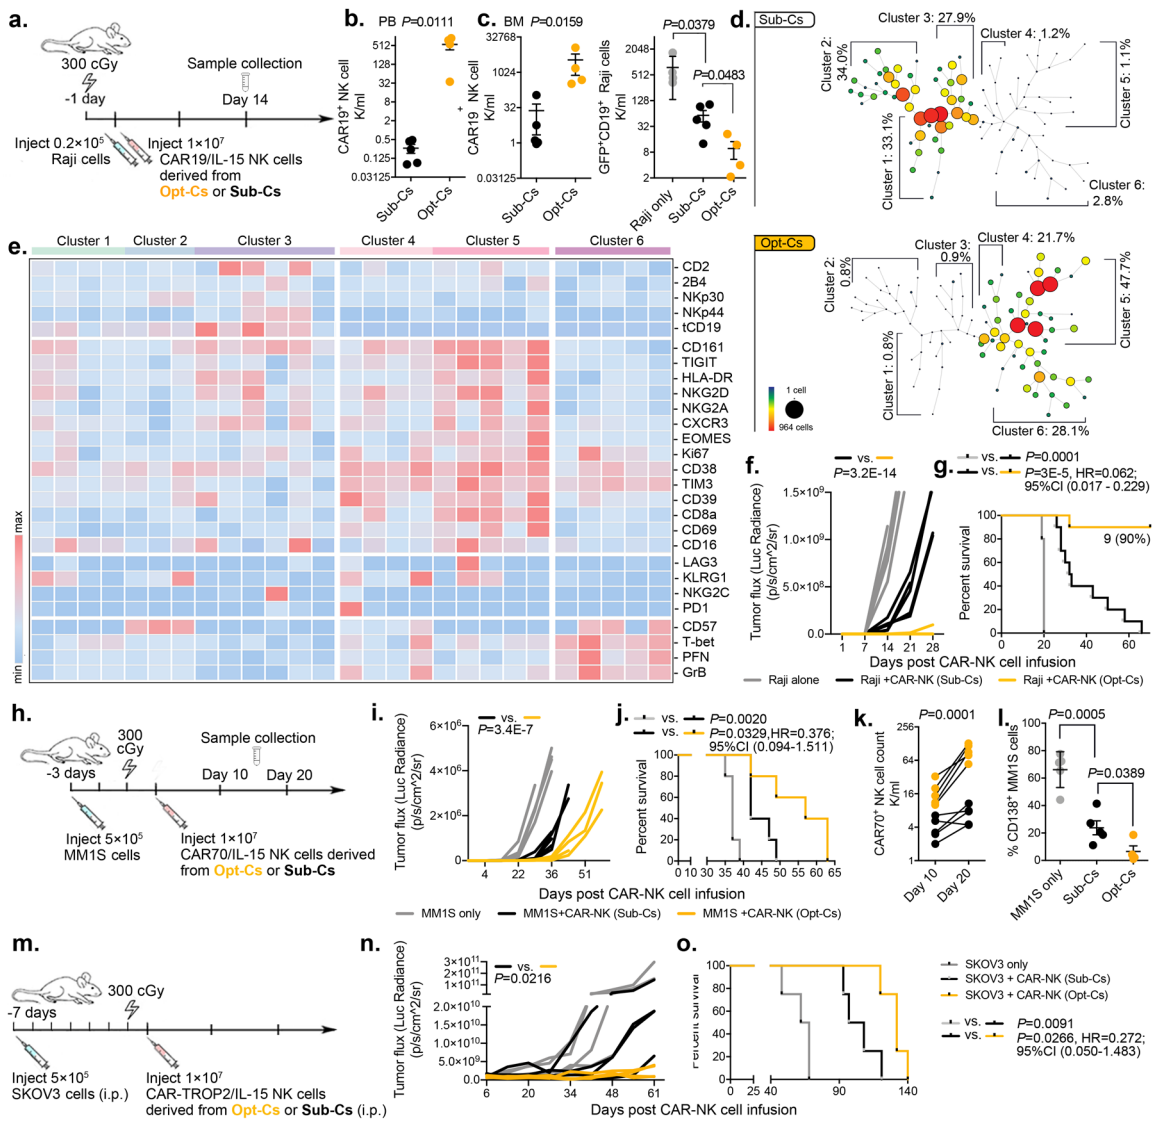 a.
300 cGy
-1 day
Sample collection
Day 14
Inject 0.2×10⁵
Raji cells
Inject 1×10⁷
CAR19/IL-15 NK cells
derived from
Opt-Cs or Sub-Cs
b.
PB P=0.0111
CAR19⁺ NK cell
K/ml
512
128
32
8
2
0.5
0.125
0.03125
Sub-Cs
Opt-Cs
+
c.
BM P=0.0159
CAR19 NK cell
K/ml
32768
1024
32
1
0.03125
Sub-Cs
Opt-Cs
P=0.0379
P=0.0483
GFP⁺CD19⁺ Raji cells
K/ml
2048
512
128
32
8
2
Raji only
Sub-Cs
Opt-Cs
d.
Sub-Cs
Cluster 3: 27.9%
Cluster 2:
34.0%
Cluster 4: 1.2%
Cluster 5: 1.1%
Cluster 1: 33.1%
Cluster 6:
2.8%
Opt-Cs
Cluster 2:
0.8%
Cluster 3:
0.9%
Cluster 4: 21.7%
Cluster 5: 47.7%
Cluster 1: 0.8%
Cluster 6: 28.1%
1 cell
964 cells
e.
Cluster 1
Cluster 2
Cluster 3
Cluster 4
Cluster 5
Cluster 6
CD2
2B4
NKp30
NKp44
tCD19
CD161
TIGIT
HLA-DR
NKG2D
NKG2A
CXCR3
EOMES
Ki67
CD38
TIM3
CD39
CD8a
CD69
CD16
LAG3
KLRG1
NKG2C
PD1
CD57
T-bet
PFN
GrB
max
min
f.
vs.
P=3.2E-14
Tumor flux (Luc Radiance)
(p/s/cm^2/sr)
1.5×10⁹
1.0×10⁹
5.0×10⁸
0.0
1 7 14 21 28
g.
vs. P=0.0001
vs. P=3E-5, HR=0.062;
95%CI (0.017 - 0.229)
9 (90%)
Percent survival
100
80
60
40
20
0
0 20 40 60
Days post CAR-NK cell infusion
Raji alone
Raji +CAR-NK (Sub-Cs)
Raji +CAR-NK (Opt-Cs)
h.
300
cGy
-3 days
Sample collection
Day 10
Day 20
Inject 5×10⁵
MM1S cells
Inject 1×10⁷
CAR70/IL-15 NK cells derived
from Opt-Cs or Sub-Cs
i.
vs.
P=3.4E-7
Tumor flux (Luc Radiance)
(p/s/cm^2/sr)
6×10⁶
4×10⁶
2×10⁶
0
4 22 36 51
j.
vs. P=0.0020
vs. P=0.0329,HR=0.376;
95%CI (0.094-1.511)
Percent survival
100
80
60
40
20
0
0 10 30 35 40 45 50 55 60 65
Days post CAR-NK cell infusion
MM1S only
MM1S+CAR-NK (Sub-Cs)
MM1S +CAR-NK (Opt-Cs)
k.
P=0.0001
CAR70⁺ NK cell count
K/ml
256
64
16
4
1
Day 10
Day 20
l.
P=0.0005
P=0.0389
% CD138⁺ MM1S cells
100
80
60
40
20
0
MM1S only
Sub-Cs
Opt-Cs
m.
300 cGy
-7 days
Inject 5×10⁵
SKOV3 cells (i.p.)
Inject 1×10⁷
CAR-TROP2/IL-15 NK cells
derived from Opt-Cs or Sub-Cs (i.p.)
n.
vs.
P=0.0216
Tumor flux (Luc Radiance)
(p/s/cm^2/sr)
3×10¹¹
2×10¹¹
1×10¹¹
2.0×10¹⁰
1.5×10¹⁰
1.0×10¹⁰
5.0×10⁹
0.0
6 20 34 48 61
Days post CAR-NK cell infusion
o.
Percent survival
100
80
60
40
20
0
0 25 40 90 140
Days post CAR-NK cell infusion
SKOV3 only
SKOV3 + CAR-NK (Sub-Cs)
SKOV3 + CAR-NK (Opt-Cs)
vs. P=0.0091
vs. P=0.0266, HR=0.272;
95%CI (0.050-1.483)